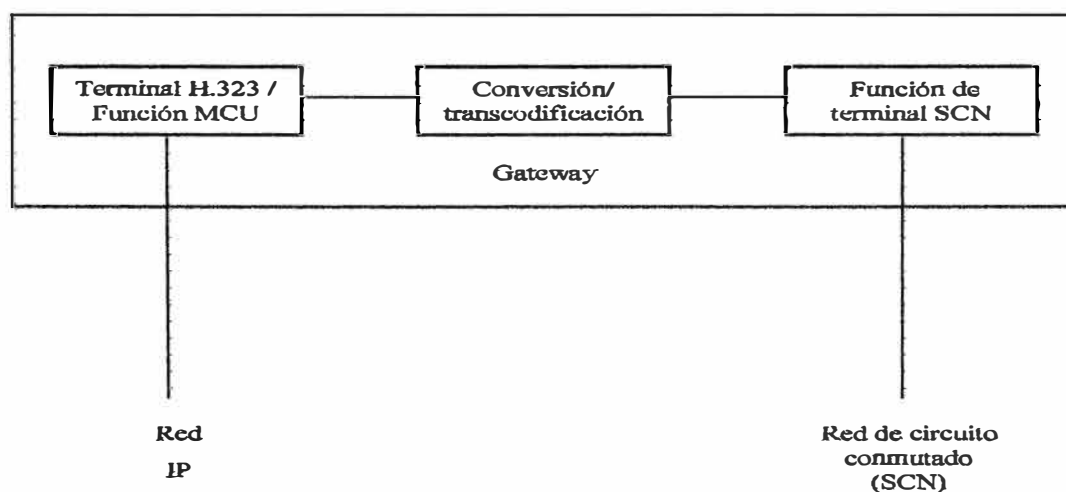 Terminal H.323 /
Función MCU
Conversión/
transcodificación
Función de
terminal SCN
Gateway
Red
IP
Red de circuito
conmutado
(SCN)